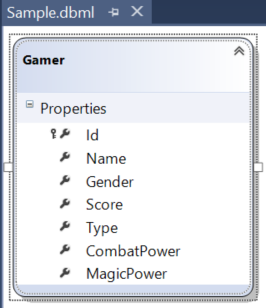 Sample.dbml
Gamer
Properties
Id
Name
Gender
Score
Type
CombatPower
MagicPower